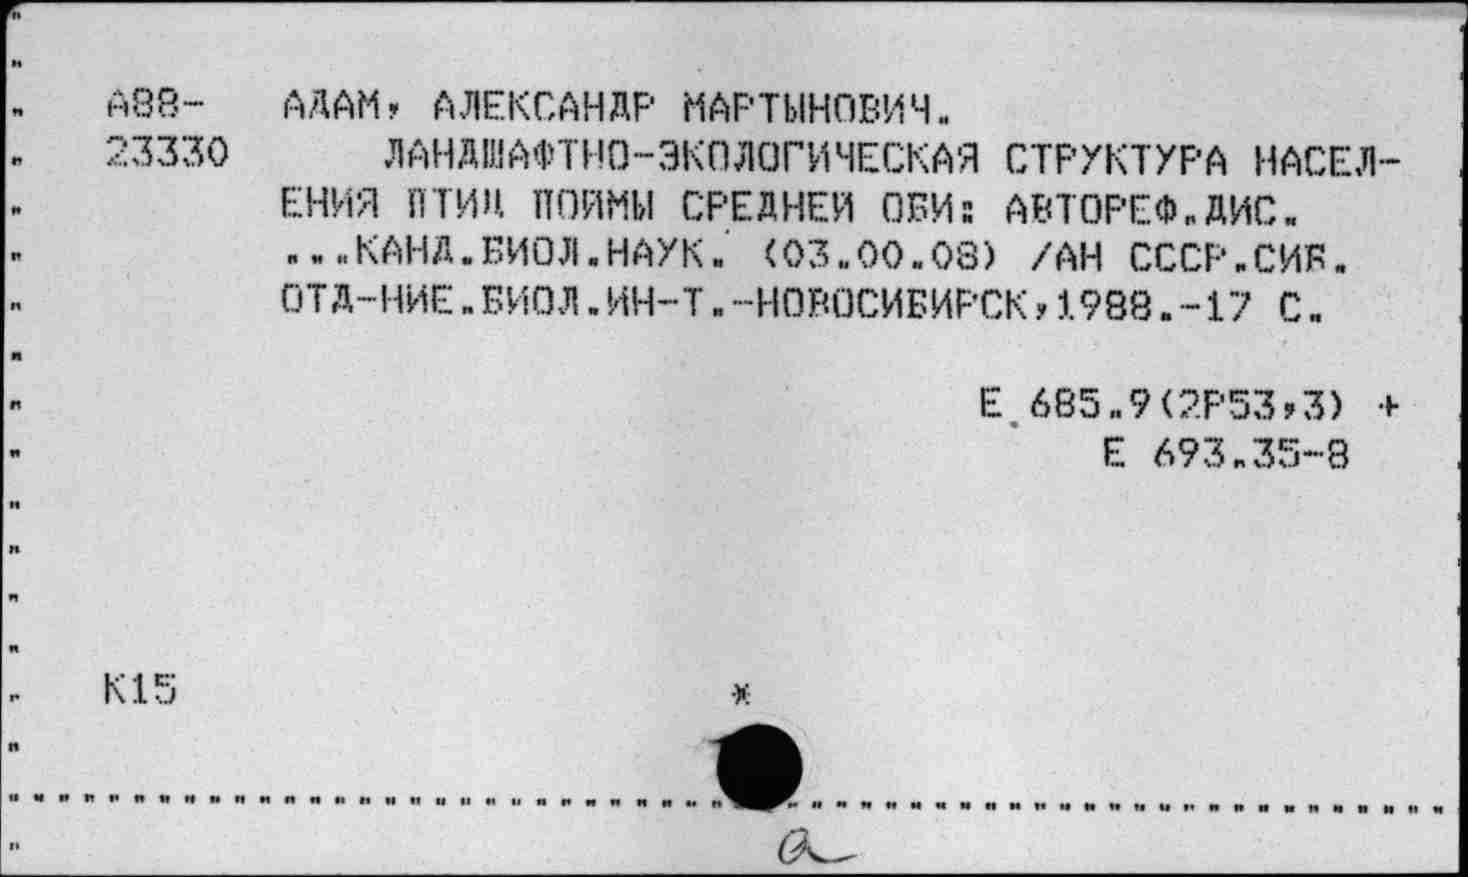 А88- АДАМ, АЛЕКСАНДР МАРТЫНОВИЧ.
23330 ЛАНДШАФТНО-ЭКОЛОГИЧЕСКАЯ СТРУКТУРА НАСЕЛ-
ЕНИЯ ПТИЦ ПОЙМЫ СРЕДНЕЙ ОБИ: АВТОРЕФ.ДИС.
...КАНД.БИОЛ.НАУК. (03.00.08) /АН СССР.СИБ.
ОТД-НИЕ.БИОЛ.ИН-Т.-НОВОСИБИРСК,1988.-17 С.
Е 685.9(2Р53,3) +
Е 693.35-8
К15 *
а